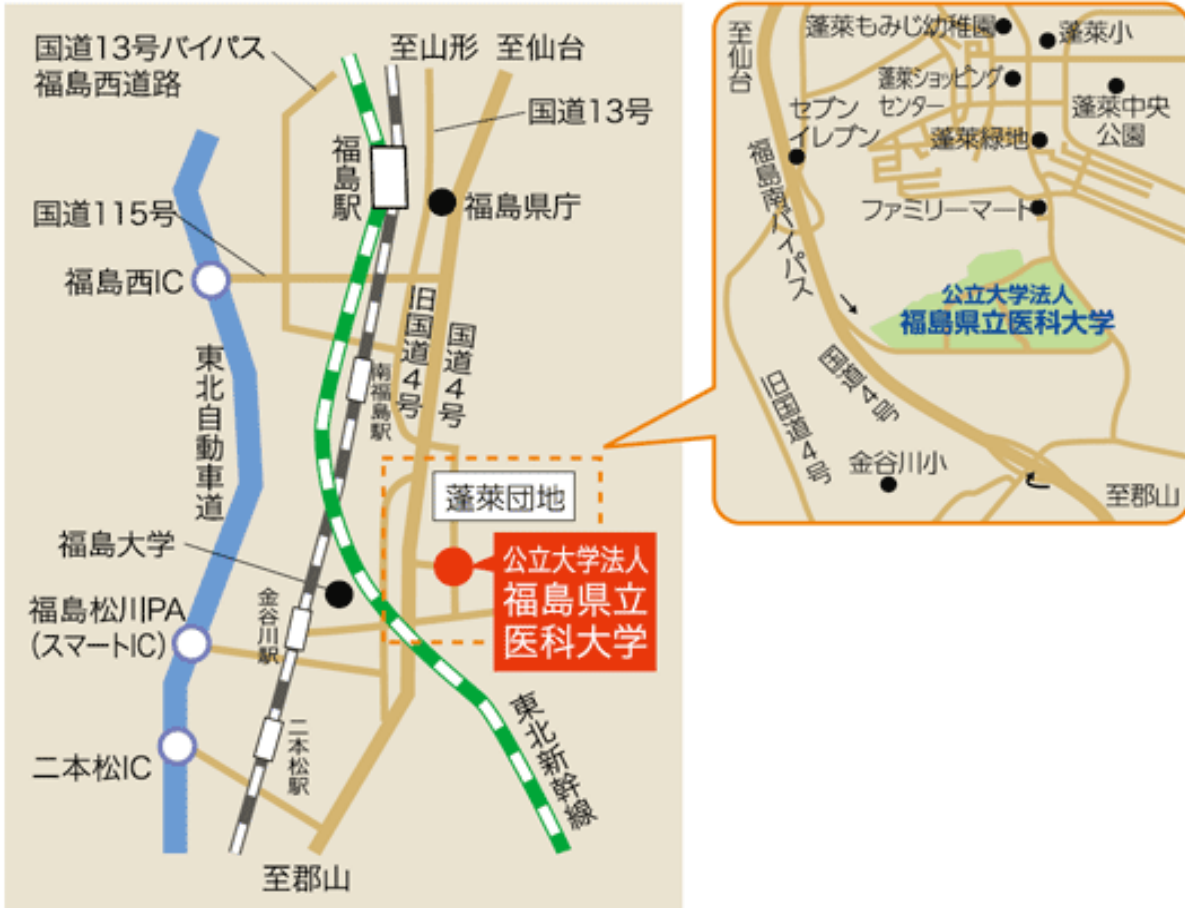 国道13号バイパス
福島西道路
至山形
至仙台
国道13号
福島駅
福島県庁
国道115号
福島西IC
旧国道4号
国道4号
東北自動車道
南福島駅
蓬莱団地
福島大学
公立大学法人
福島県立
医科大学
金谷川駅
福島松川PA
(スマートIC)
二本松駅
二本松IC
東北新幹線
至郡山
至仙台
蓬莱もみじ幼稚園
蓬莱小
蓬莱ショッピング
センター
蓬莱中央
公園
セブン
イレブン
蓬莱緑地
福島南バイパス
ファミリーマート
公立大学法人
福島県立医科大学
国道4号
旧国道4号
金谷川小
至郡山